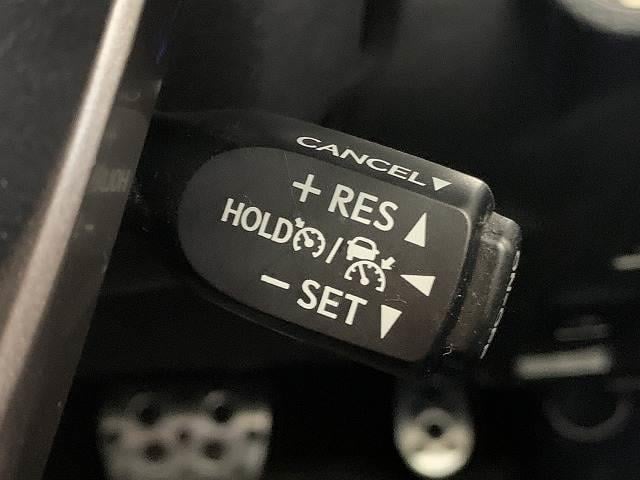 CANCEL▼
+ RES ▲
HOLD /
- SET ▼